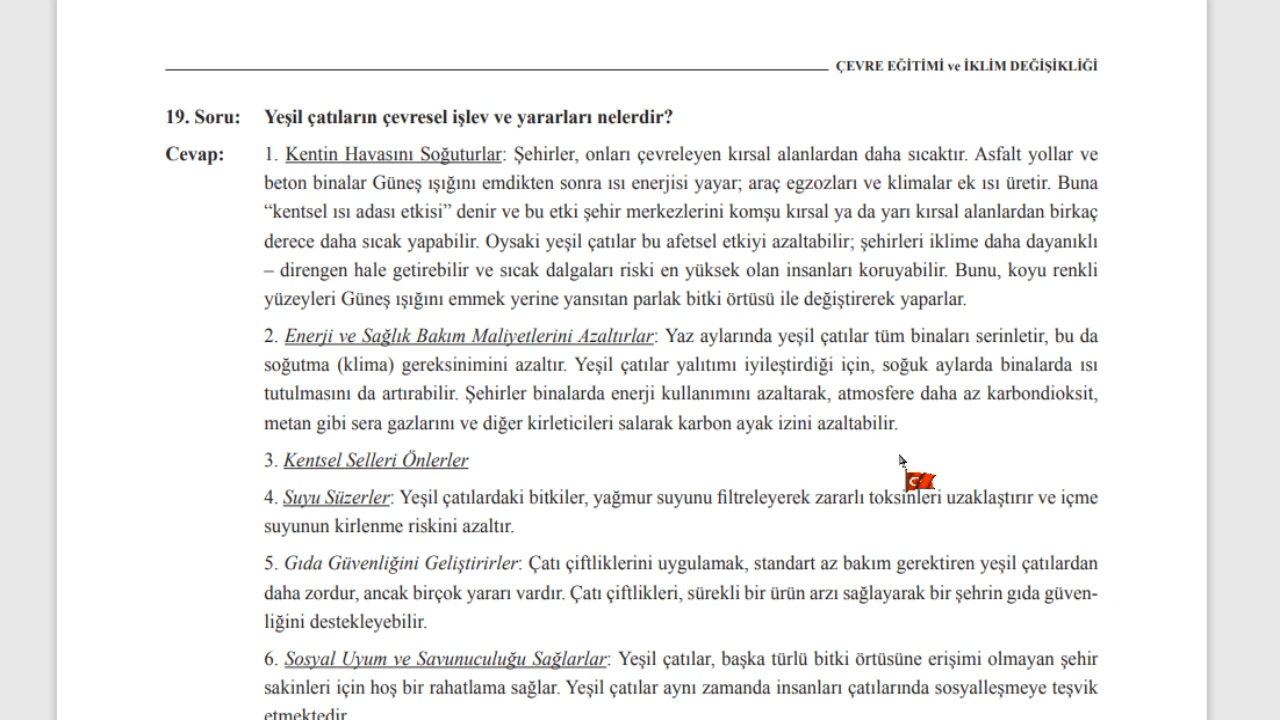 ÇEVRE EĞİTİMİ ve İKLİM DEĞİŞİKLİĞİ
19. Soru: Yeşil çatıların çevresel işlev ve yararları nelerdir?
Cevap: 1. Kentin Havasını Soğuturlar: Şehirler, onları çevreleyen kırsal alanlardan daha sıcaktır. Asfalt yollar ve
beton binalar Güneş ışığını emdikten sonra ısı enerjisi yayar; araç egzozları ve klimalar ek ısı üretir. Buna
“kentsel ısı adası etkisi” denir ve bu etki şehir merkezlerini komşu kırsal ya da yarı kırsal alanlardan birkaç
derece daha sıcak yapabilir. Oysaki yeşil çatılar bu afetsel etkiyi azaltabilir; şehirleri iklime daha dayanıklı
– direngen hale getirebilir ve sıcak dalgaları riski en yüksek olan insanları koruyabilir. Bunu, koyu renkli
yüzeyleri Güneş ışığını emmek yerine yansıtan parlak bitki örtüsü ile değiştirerek yaparlar.
2. Enerji ve Sağlık Bakım Maliyetlerini Azaltırlar: Yaz aylarında yeşil çatılar tüm binaları serinletir, bu da
soğutma (klima) gereksinimini azaltır. Yeşil çatılar yalıtımı iyileştirdiği için, soğuk aylarda binalarda ısı
tutulmasını da artırabilir. Şehirler binalarda enerji kullanımını azaltarak, atmosfere daha az karbondioksit,
metan gibi sera gazlarını ve diğer kirleticileri salarak karbon ayak izini azaltabilir.
3. Kentsel Selleri Önlerler
4. Suyu Süzerler: Yeşil çatılardaki bitkiler, yağmur suyunu filtreleyerek zararlı toksinleri uzaklaştırır ve içme
suyunun kirlenme riskini azaltır.
5. Gıda Güvenliğini Geliştirirler: Çatı çiftliklerini uygulamak, standart az bakım gerektiren yeşil çatılardan
daha zordur, ancak birçok yararı vardır. Çatı çiftlikleri, sürekli bir ürün arzı sağlayarak bir şehrin gıda güven-
liğini destekleyebilir.
6. Sosyal Uyum ve Savunuculuğu Sağlarlar: Yeşil çatılar, başka türlü bitki örtüsüne erişimi olmayan şehir
sakinleri için hoş bir rahatlama sağlar. Yeşil çatılar aynı zamanda insanları çatılarında sosyalleşmeye teşvik
etmektedir.